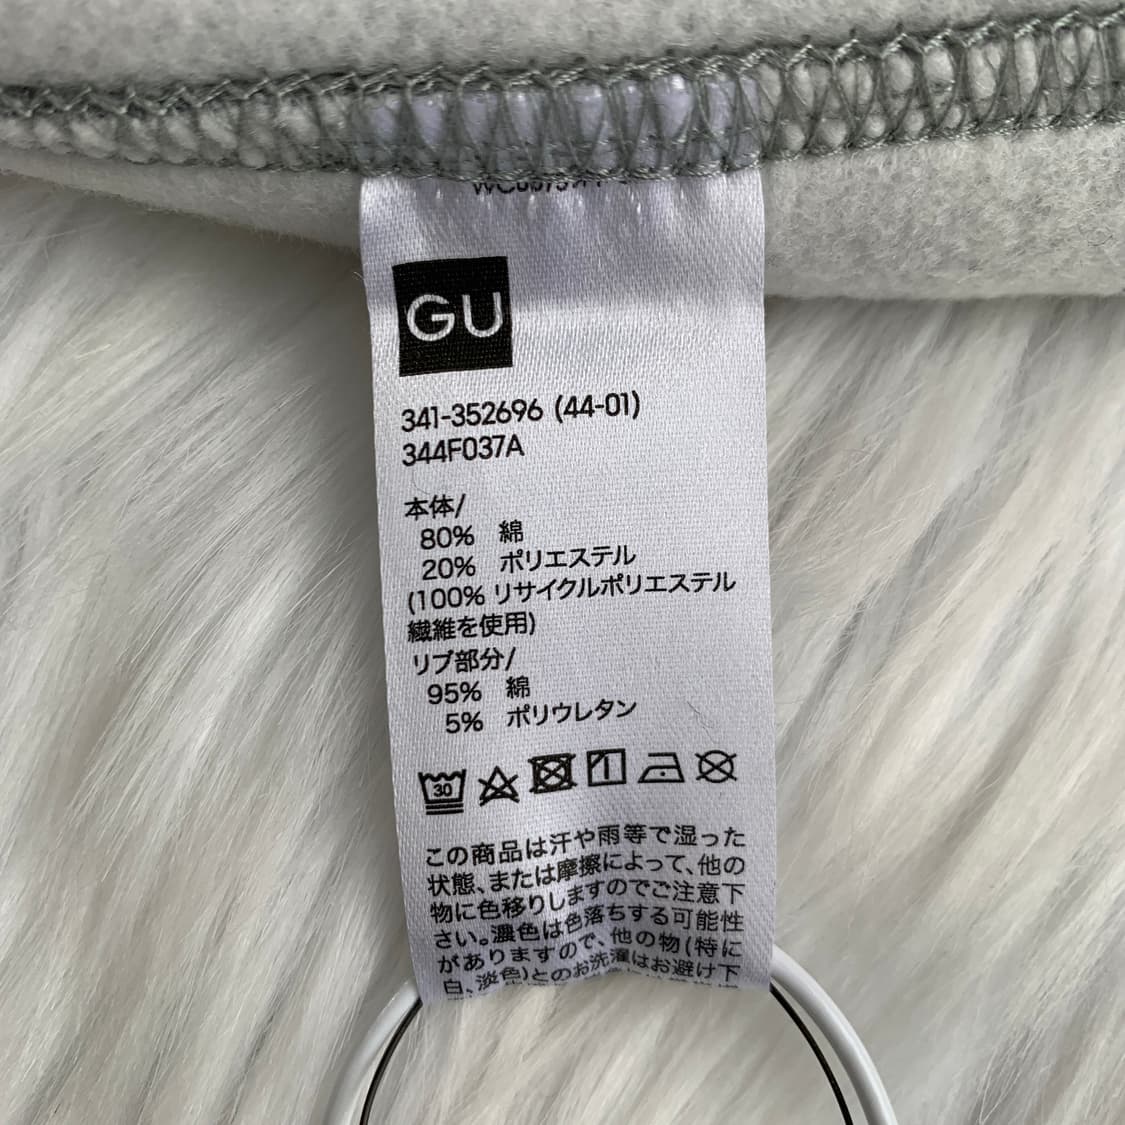 GU
341-352696 (44-01)
344F037A
本体/
80% 綿
20% ポリエステル
(100% リサイクルポリエステル
繊維を使用)
リブ部分/
95% 綿
5% ポリウレタン
30
この商品は汗や雨等で湿った
状態、または摩擦によって、他の
物に色移りしますのでご注意下
さい。濃色は色落ちする可能性
がありますので、他の物(特に
白、淡色)とのお洗濯はお避け下